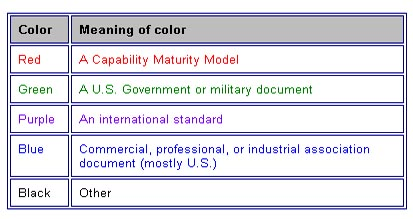 Color Meaning of color
Red A Capability Maturity Model
Green A U.S. Government or military document
Purple An international standard
Blue Commercial, professional, or industrial association
document (mostly U.S.)
Black Other